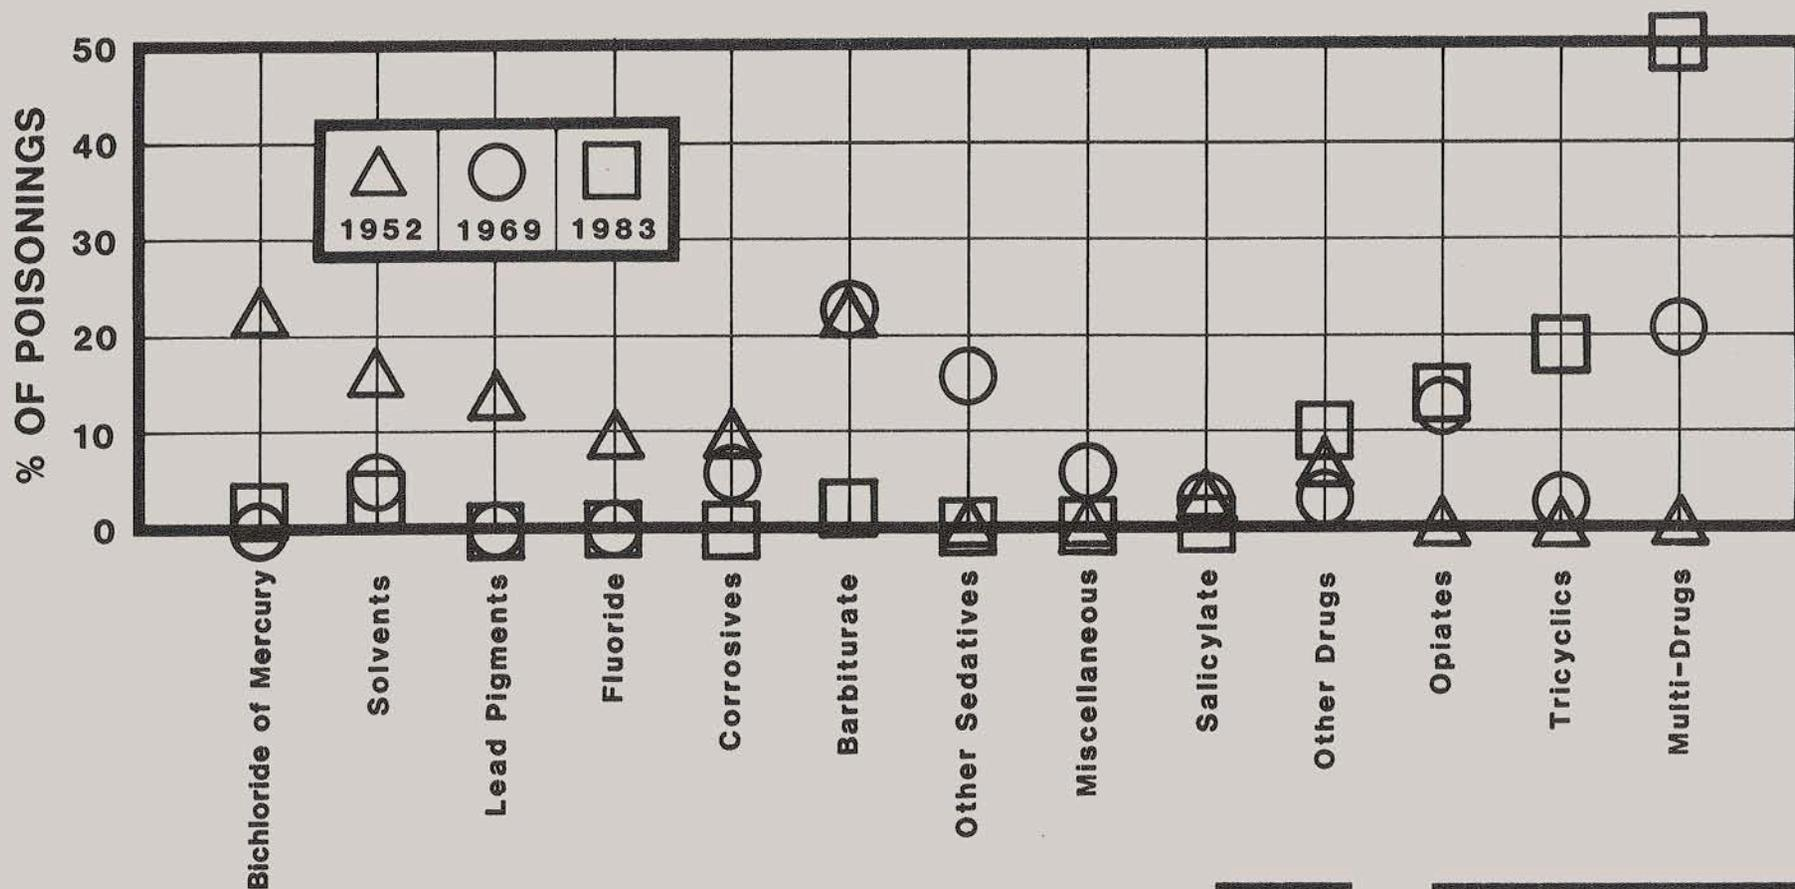 % OF POISONINGS
50
40
30
20
10
0
1952 1969 1983
Bichloride of Mercury
Solvents
Lead Pigments
Fluoride
Corrosives
Barbiturate
Other Sedatives
Miscellaneous
Salicylate
Other Drugs
Opiates
Tricyclics
Multi-Drugs